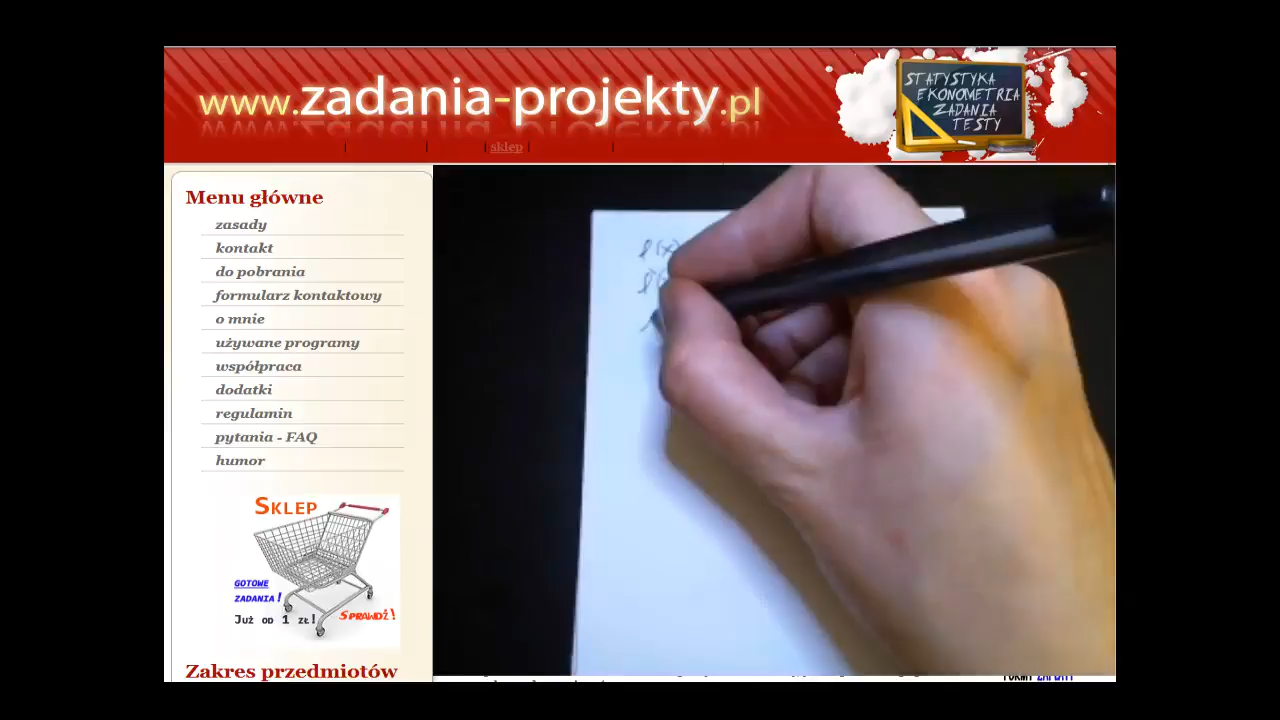 www.zadania-projekty.pl
STATYSTYKA
EKONOMETRIA
ZADANIA
TESTY
| | | sklep | |
Menu główne
zasady
kontakt
do pobrania
formularz kontaktowy
o mnie
używane programy
współpraca
dodatki
regulamin
pytania - FAQ
humor
SKLEP
GOTOWE
ZADANIA!
JUŻ OD 1 ZŁ!
SPRAWDŹ!
Zakres przedmiotów
f(x)